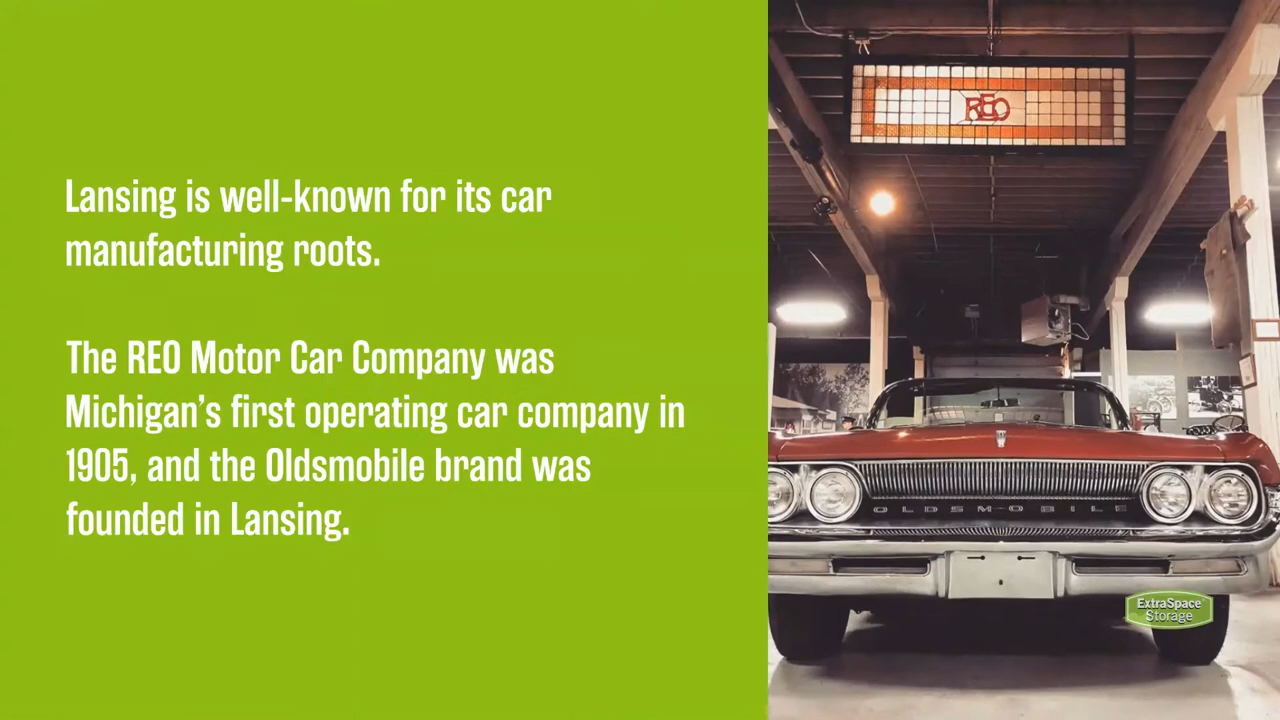 Lansing is well-known for its car
manufacturing roots.
The REO Motor Car Company was
Michigan’s first operating car company in
1905, and the Oldsmobile brand was
founded in Lansing.
REO
OLDSMOBILE
ExtraSpace
Storage